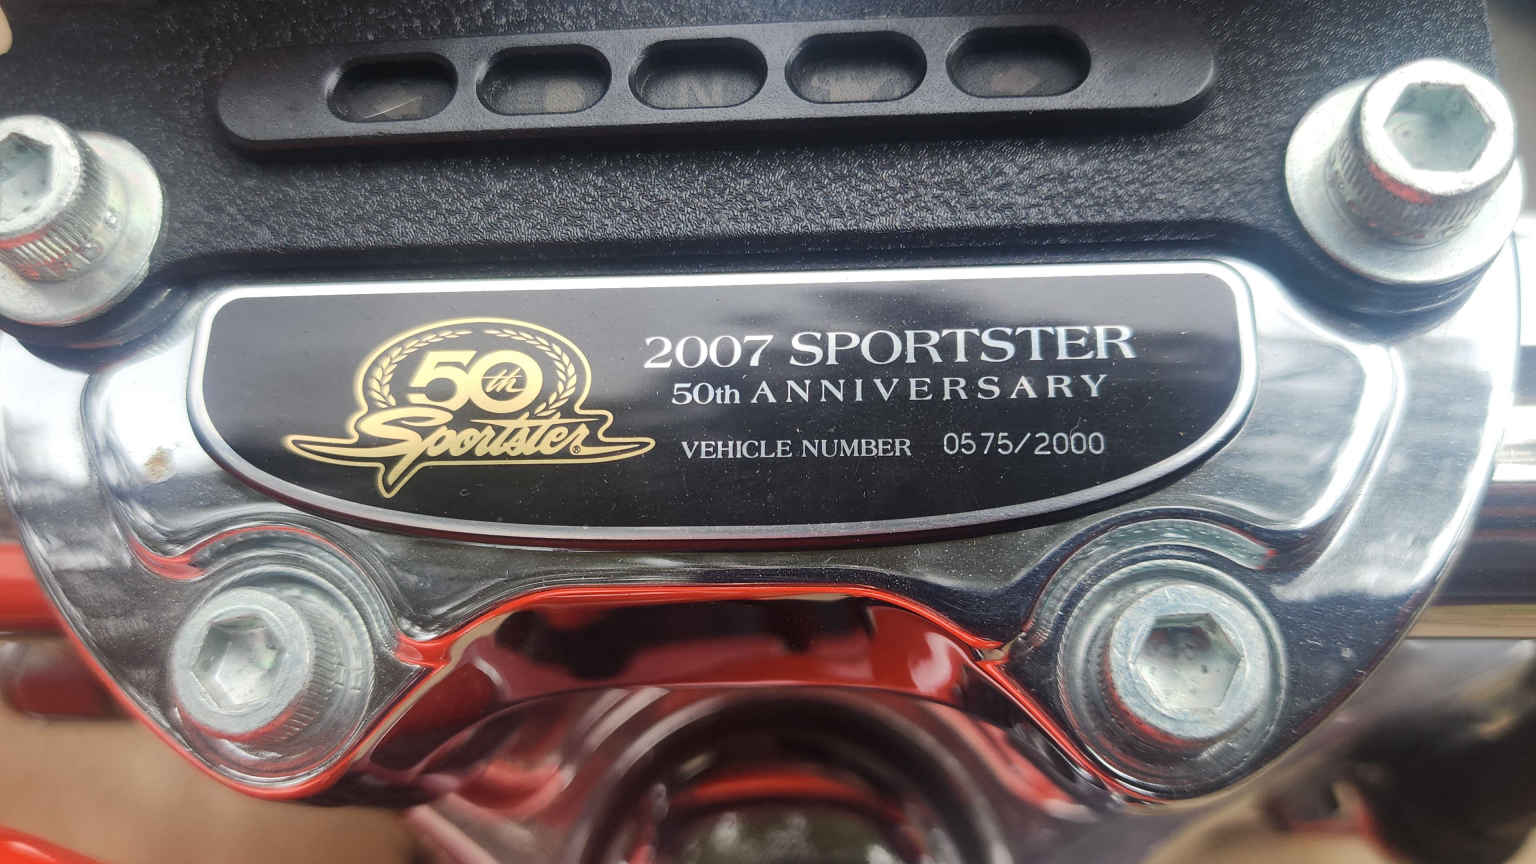 50th
Sportster®
2007 SPORTSTER
50th ANNIVERSARY
VEHICLE NUMBER 0575/2000